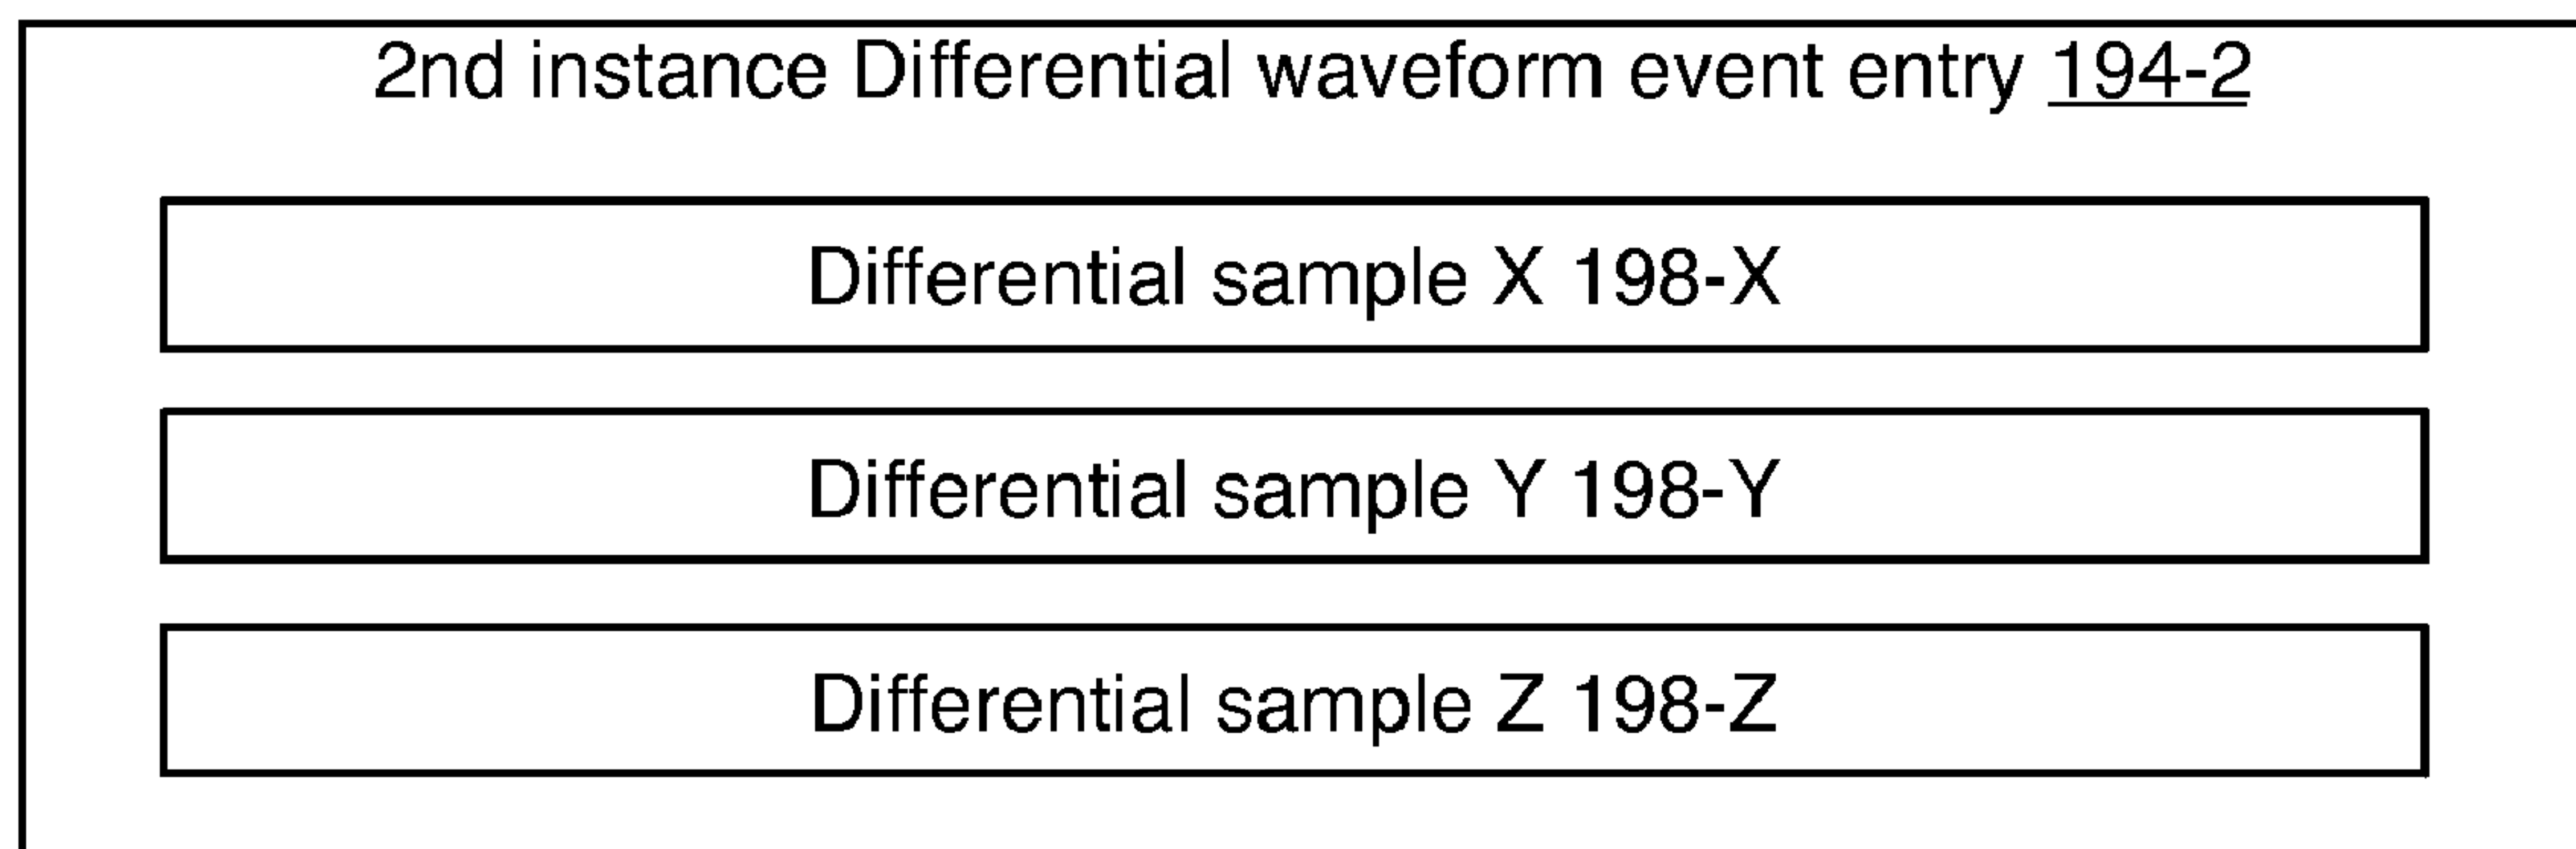 2nd instance Differential waveform event entry 194-2
Differential sample X 198-X
Differential sample Y 198-Y
Differential sample Z 198-Z